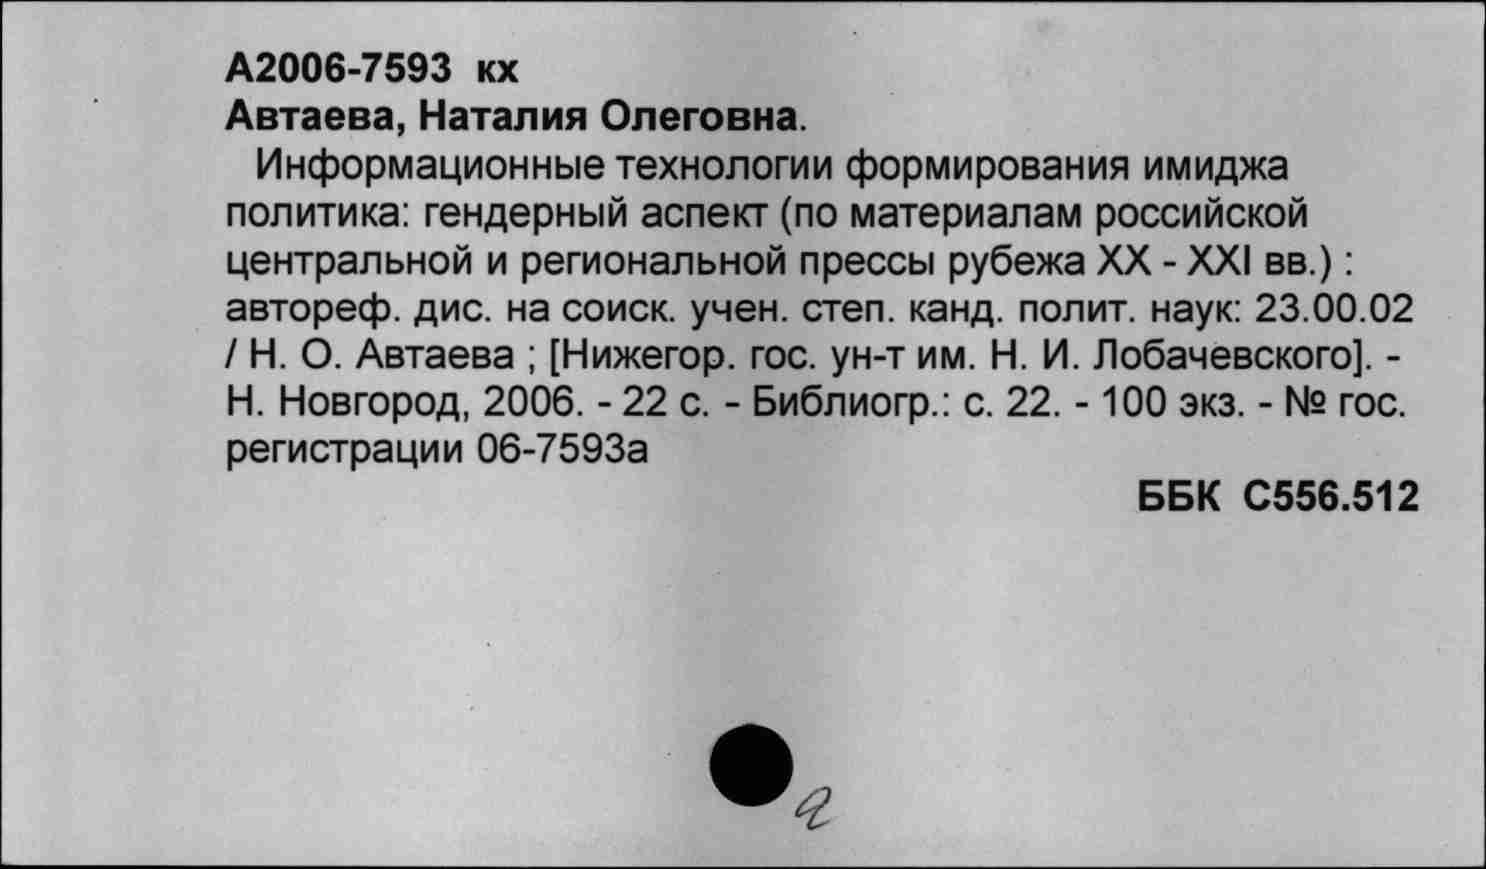 А2006-7593 кх
Автаева, Наталия Олеговна.
Информационные технологии формирования имиджа
политика: гендерный аспект (по материалам российской
центральной и региональной прессы рубежа XX - XXI вв.) :
автореф. дис. на соиск. учен. степ. канд. полит. наук: 23.00.02
/ Н. О. Автаева ; [Нижегор. гос. ун-т им. Н. И. Лобачевского]. -
Н. Новгород, 2006. - 22 с. - Библиогр.: с. 22. - 100 экз. - № гос.
регистрации 06-7593а
ББК С556.512